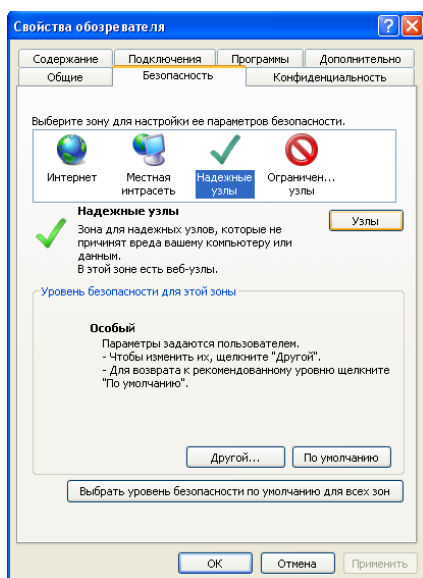 Свойства обозревателя
Содержание Подключения Программы Дополнительно
Общие Безопасность Конфиденциальность
Выберите зону для настройки ее параметров безопасности.
Интернет Местная интрасеть Надежные узлы Ограничен... узлы
Надежные узлы
Узлы
Зона для надежных узлов, которые не
причинят вреда вашему компьютеру или
данным.
В этой зоне есть веб-узлы.
Уровень безопасности для этой зоны
Особый
Параметры задаются пользователем.
- Чтобы изменить их, щелкните "Другой".
- Для возврата к рекомендованному уровню щелкните
"По умолчанию".
Другой... По умолчанию
Выбрать уровень безопасности по умолчанию для всех зон
OK Отмена Применить